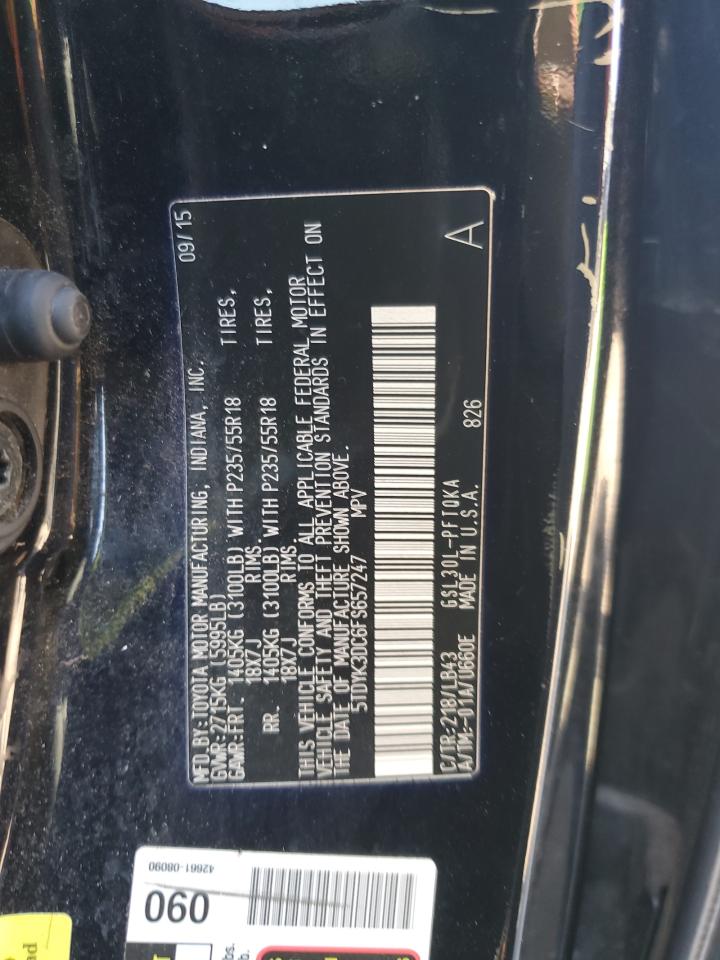 MFD.BY:TOYOTA MOTOR MANUFACTURING, INDIANA, INC. 09/15
GVWR:2715KG (5995LB)
GAWR:FRT. 1405KG (3100LB) WITH P235/55R18 TIRES,
18X7J RIMS.
RR. 1405KG (3100LB) WITH P235/55R18 TIRES,
18X7J RIMS.
THIS VEHICLE CONFORMS TO ALL APPLICABLE FEDERAL MOTOR
VEHICLE SAFETY AND THEFT PREVENTION STANDARDS IN EFFECT ON
THE DATE OF MANUFACTURE SHOWN ABOVE.
5TDYK3DC6FS657247 MPV
C/TR:218/LB43 GSL30L-PFTQKA
A/TM:-01A/U660E MADE IN U.S.A. 826 A
42661-08090
090
lbs.